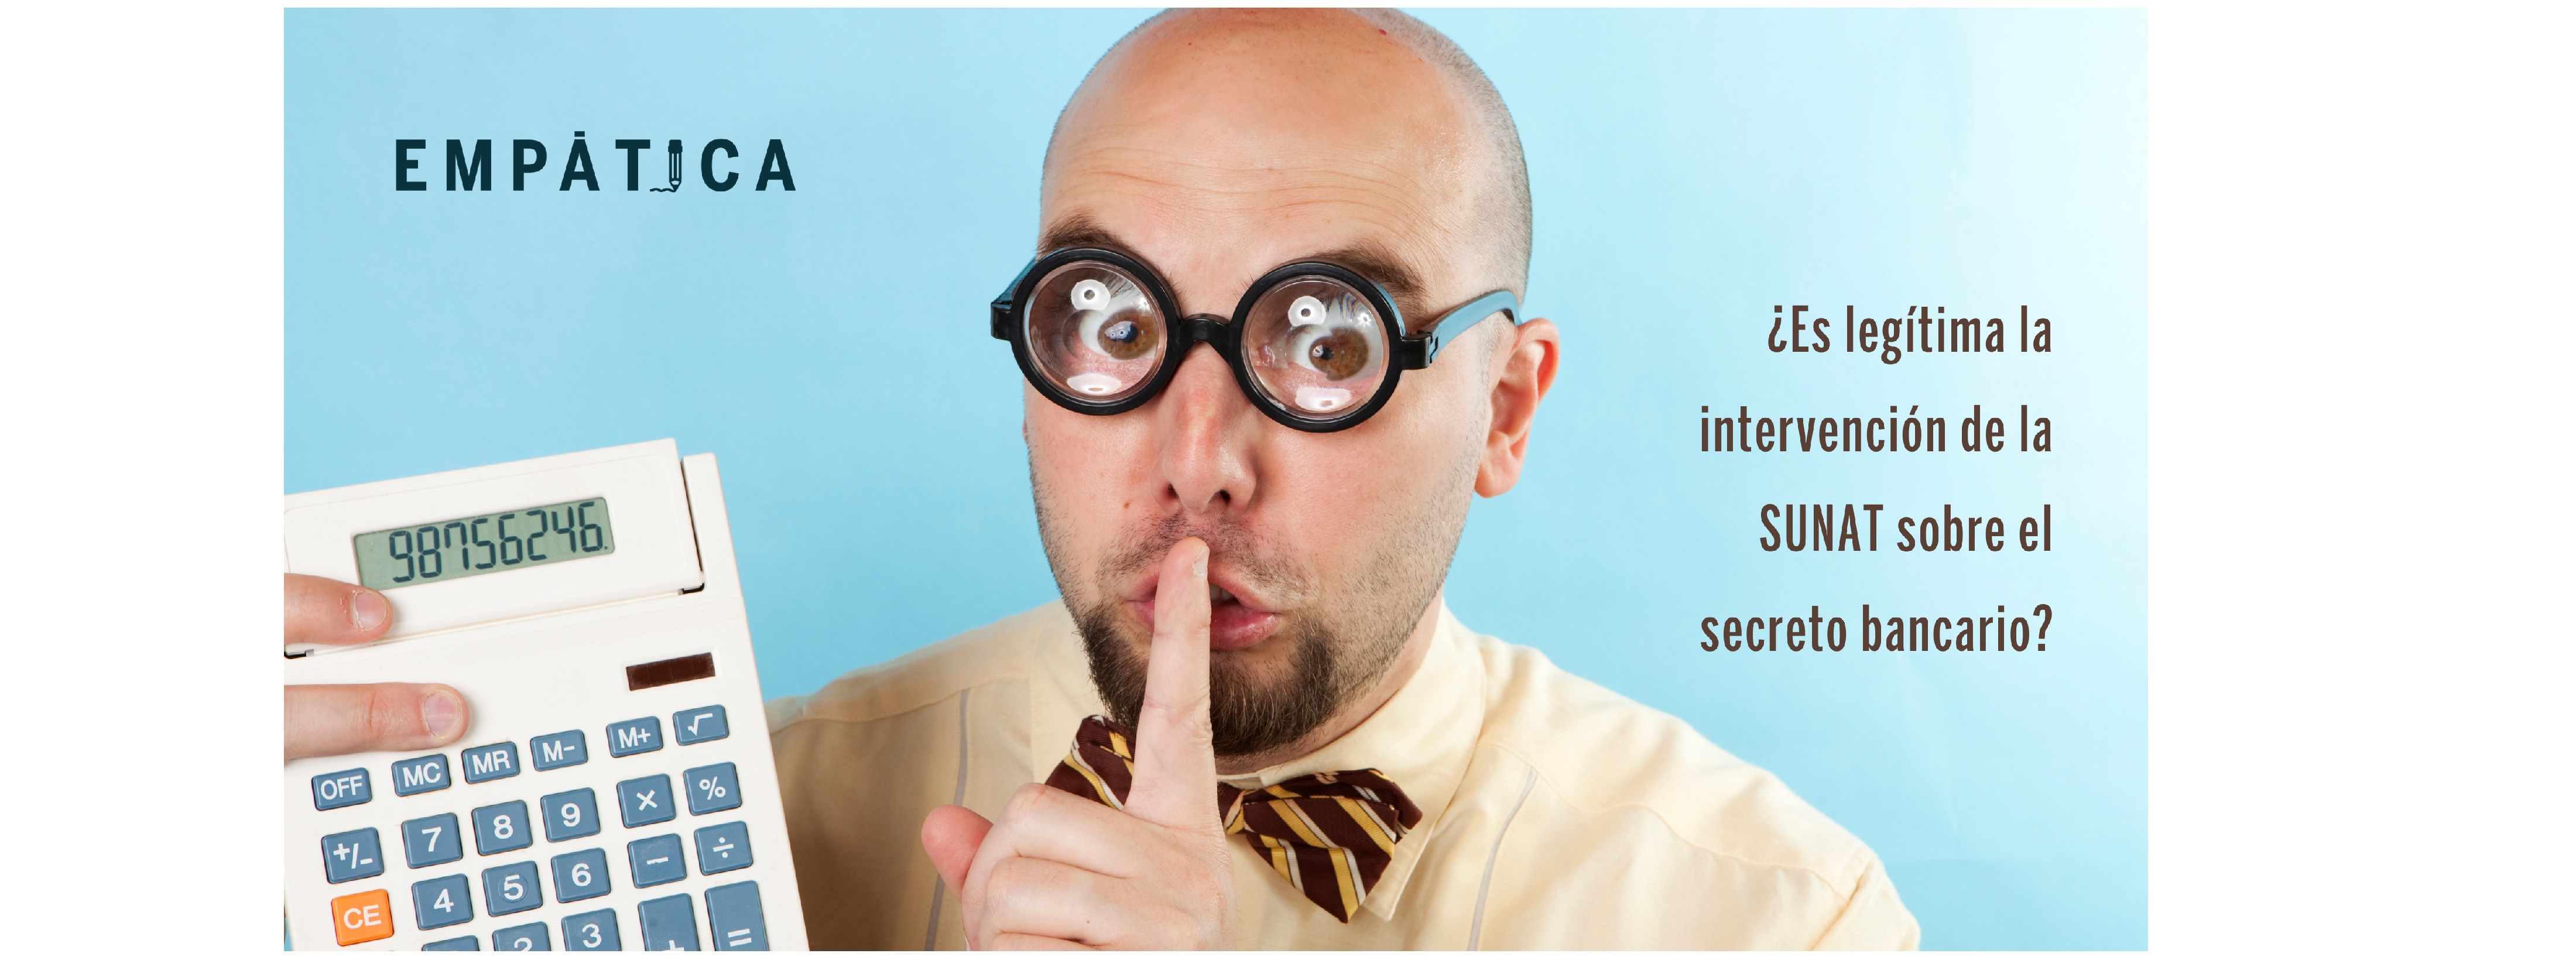 EMPÁTICA
¿Es legítima la
intervención de la
SUNAT sobre el
secreto bancario?
98756246.
OFF MC MR M- M+ √
+/- 7 8 9 × %
CE 4 5 6 − ÷
2 3 + =